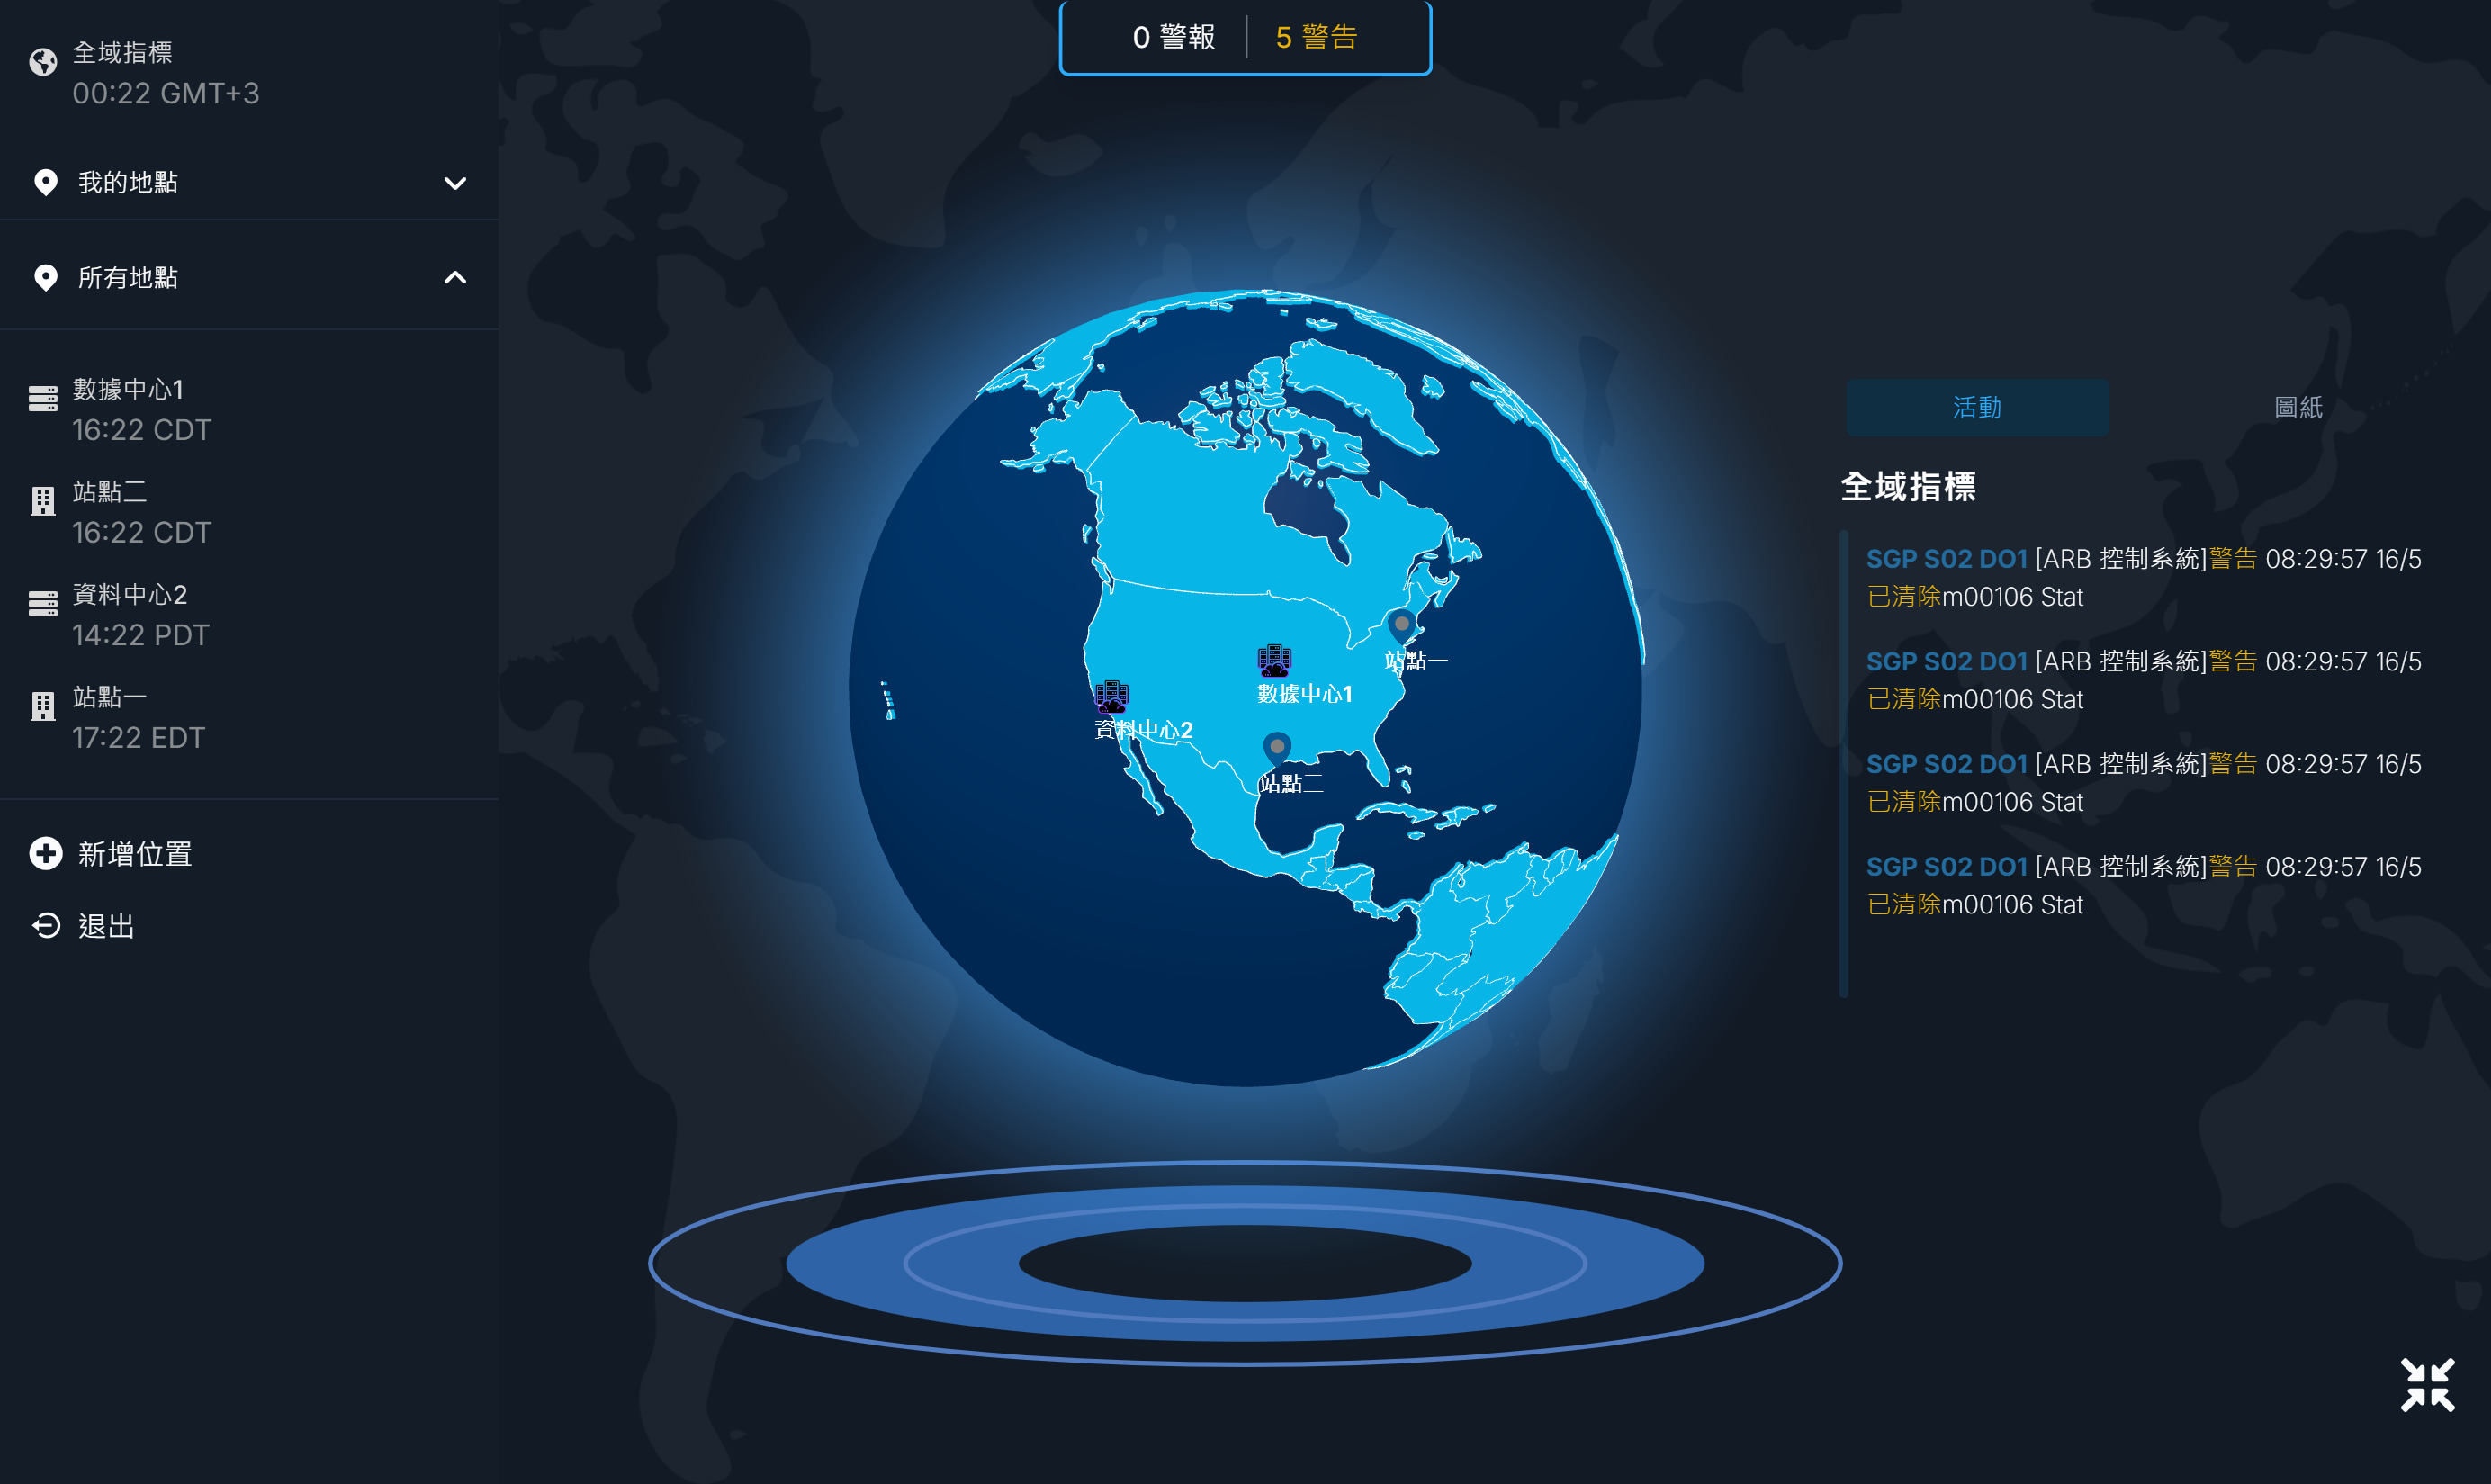 全域指標
00:22 GMT+3
我的地點
所有地點
數據中心1
16:22 CDT
站點二
16:22 CDT
資料中心2
14:22 PDT
站點一
17:22 EDT
新增位置
退出
0 警報
5 警告
站點一
數據中心1
資料中心2
站點二
活動
圖紙
全域指標
SGP S02 DO1 [ARB 控制系統]警告 08:29:57 16/5
已清除m00106 Stat
SGP S02 DO1 [ARB 控制系統]警告 08:29:57 16/5
已清除m00106 Stat
SGP S02 DO1 [ARB 控制系統]警告 08:29:57 16/5
已清除m00106 Stat
SGP S02 DO1 [ARB 控制系統]警告 08:29:57 16/5
已清除m00106 Stat